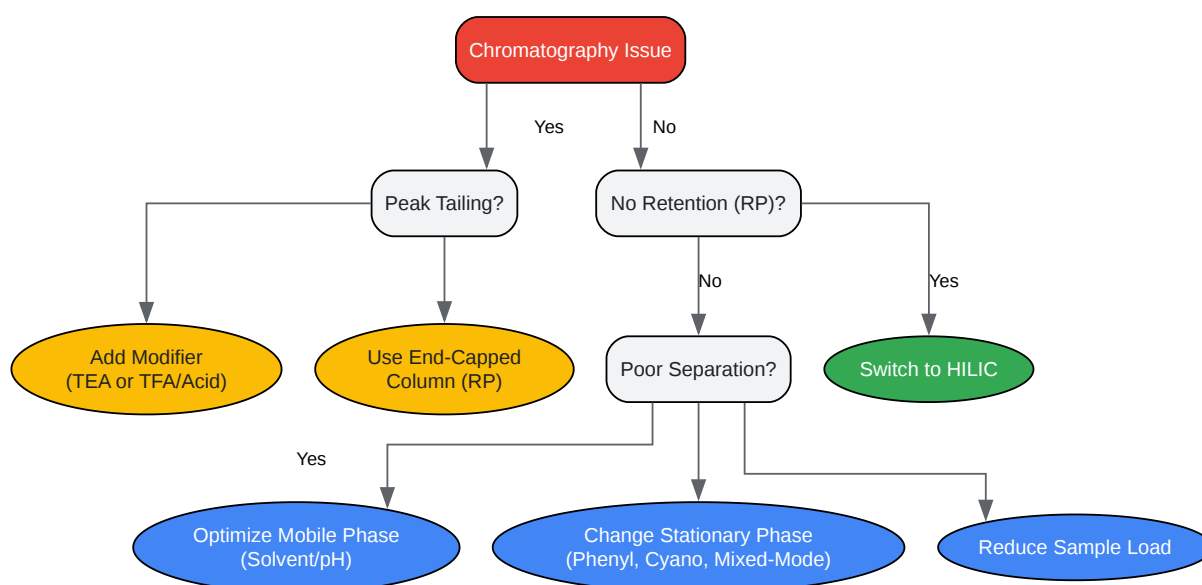 Chromatography Issue
Yes
No
Peak Tailing?
No Retention (RP)?
No
Yes
Add Modifier
(TEA or TFA/Acid)
Use End-Capped
Column (RP)
Poor Separation?
Switch to HILIC
Yes
Optimize Mobile Phase
(Solvent/pH)
Change Stationary Phase
(Phenyl, Cyano, Mixed-Mode)
Reduce Sample Load